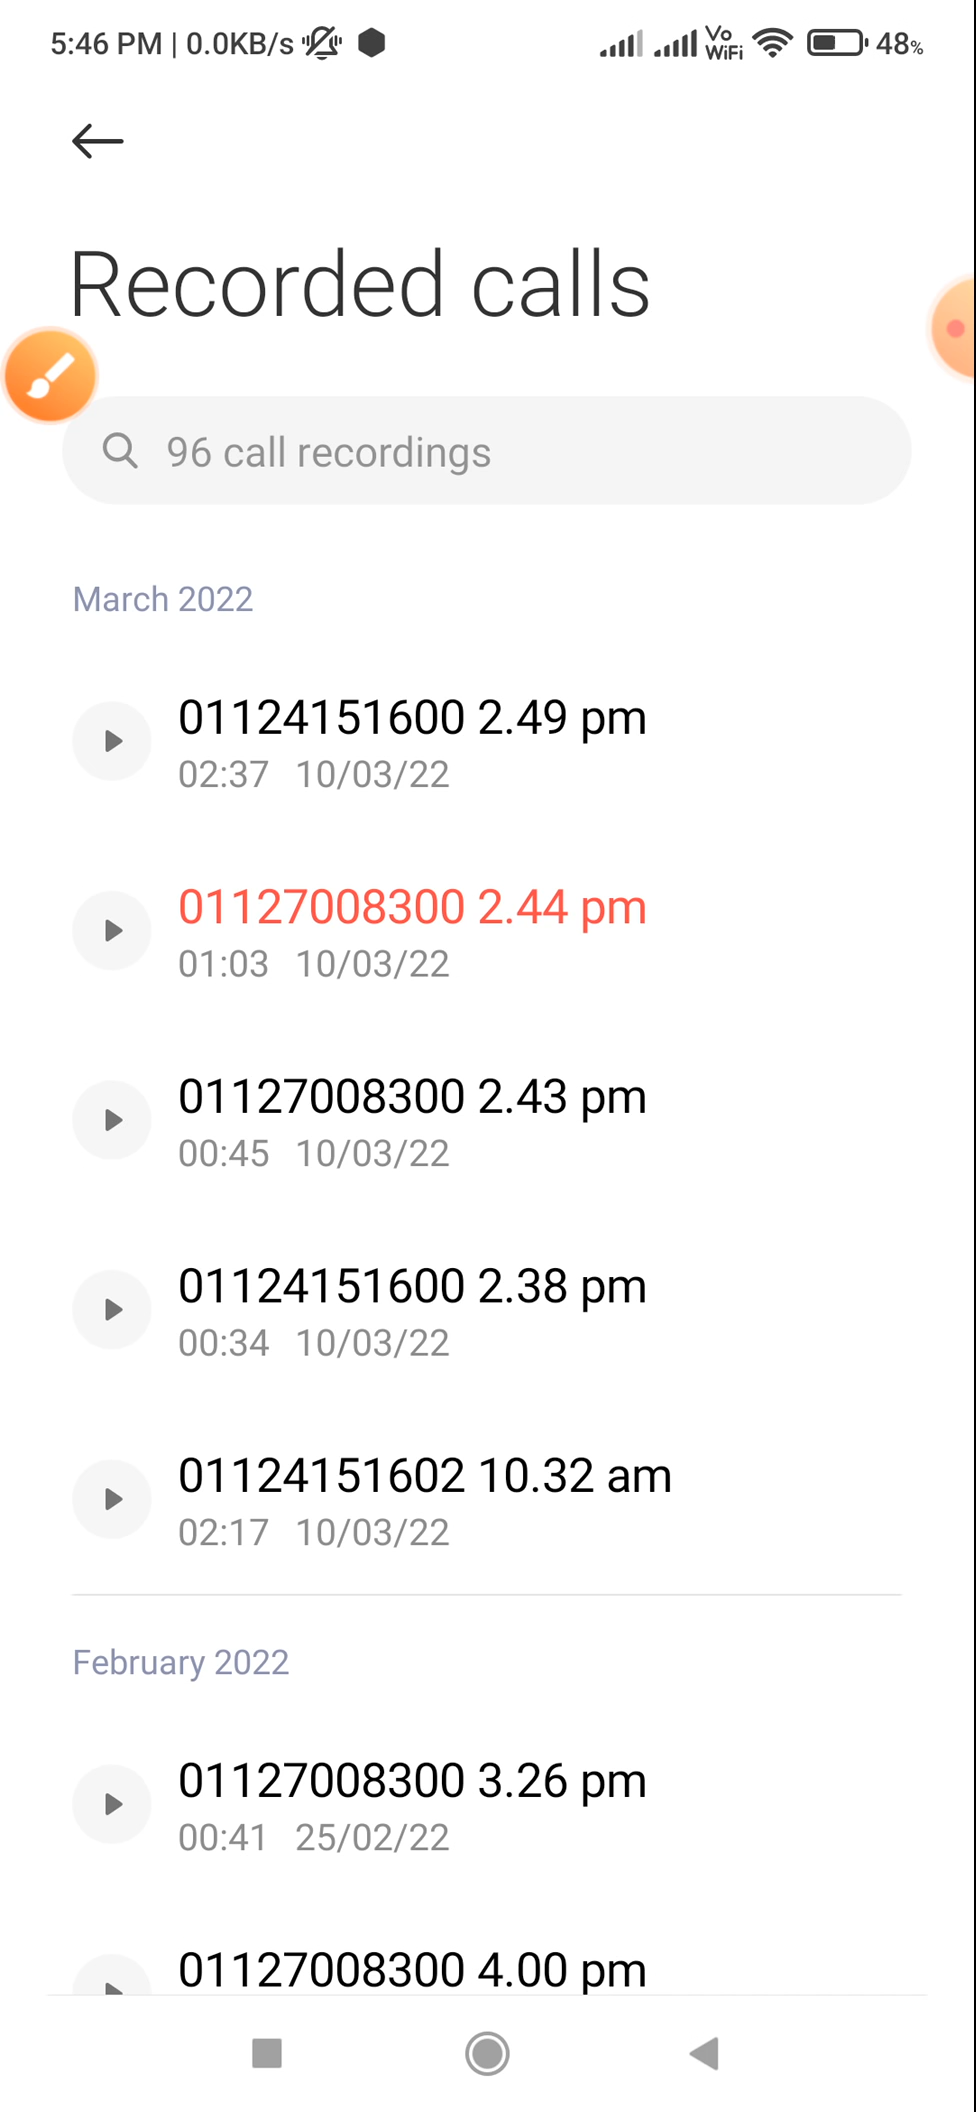 5:46 PM | 0.0KB/s Vo WiFi 48%
Recorded calls
96 call recordings
March 2022
01124151600 2.49 pm
02:37 10/03/22
01127008300 2.44 pm
01:03 10/03/22
01127008300 2.43 pm
00:45 10/03/22
01124151600 2.38 pm
00:34 10/03/22
01124151602 10.32 am
02:17 10/03/22
February 2022
01127008300 3.26 pm
00:41 25/02/22
01127008300 4.00 pm